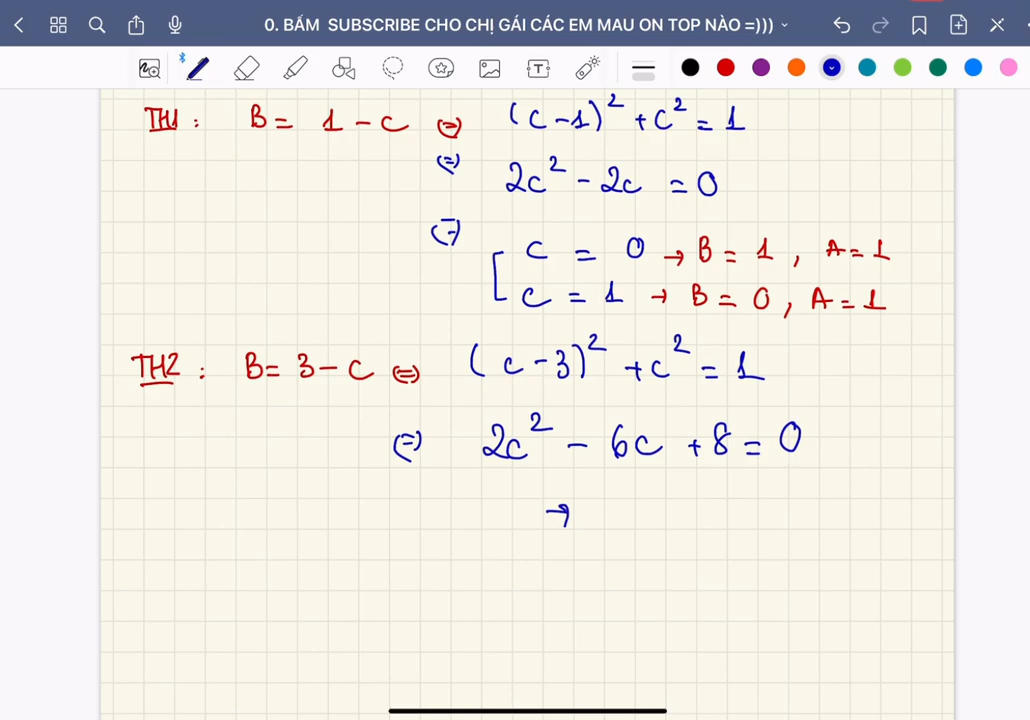 0. BẤM SUBSCRIBE CHO CHỊ GÁI CÁC EM MAU ON TOP NÀO =)))
TH1 : B = 1 - C (=) (C-1)² + C² = 1
(=) 2C² - 2C = 0
(=) [ C = 0 → B = 1 , A = 1
C = 1 → B = 0 , A = 1
TH2 : B = 3 - C (=) (C-3)² + C² = 1
(=) 2C² - 6C + 8 = 0
→